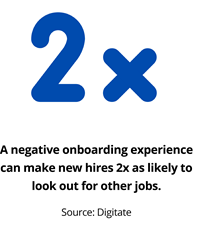 2x
A negative onboarding experience
can make new hires 2x as likely to
look out for other jobs.
Source: Digitate